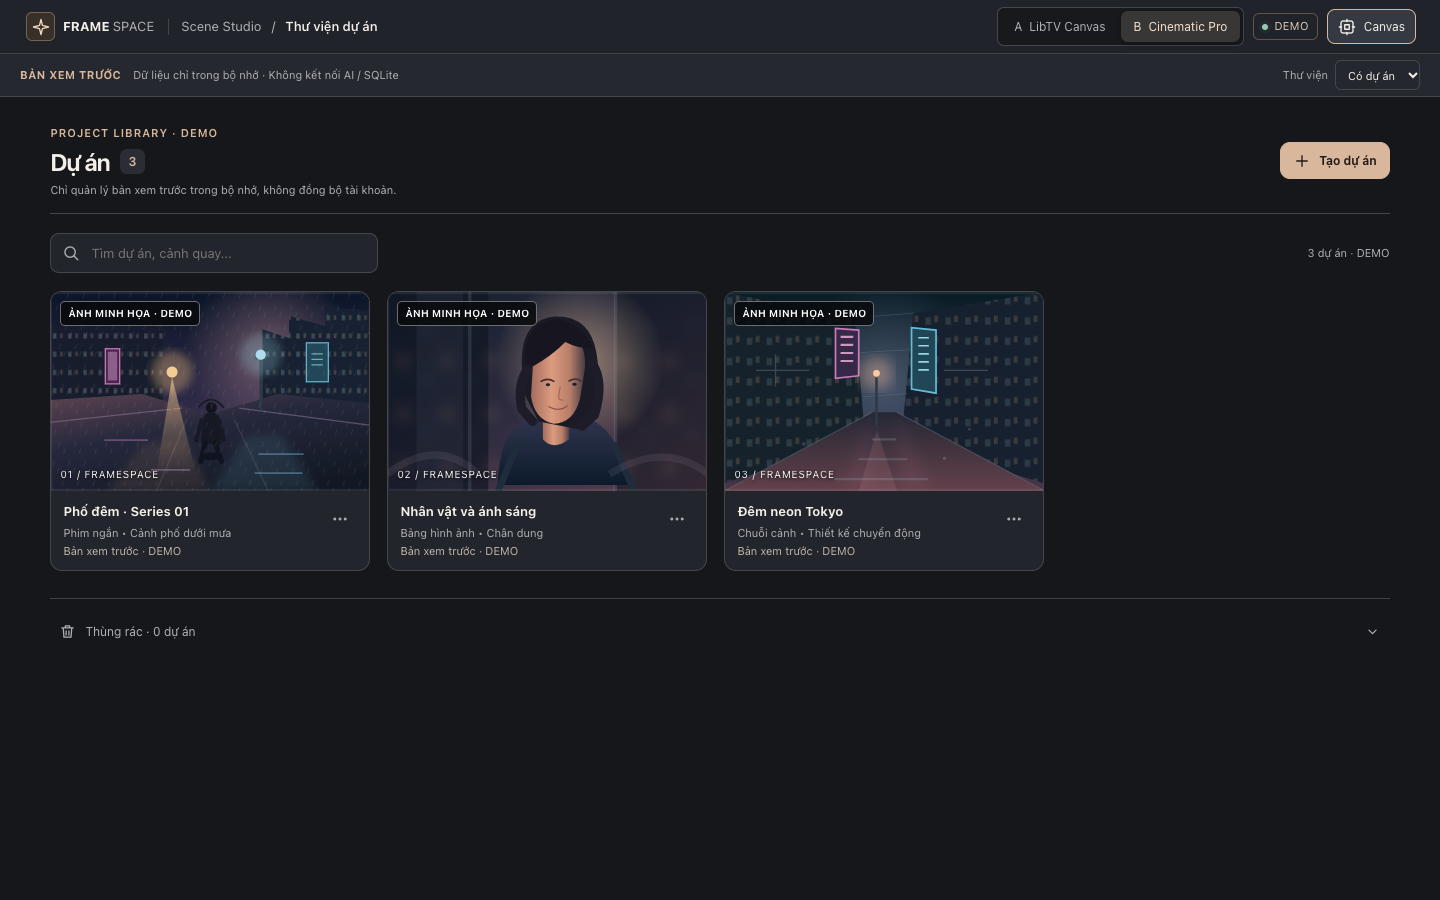 FRAME SPACE
Scene Studio / Thư viện dự án
A LibTV Canvas
B Cinematic Pro
DEMO
Canvas
BẢN XEM TRƯỚC Dữ liệu chỉ trong bộ nhớ · Không kết nối AI / SQLite
Thư viện
Có dự án
PROJECT LIBRARY · DEMO
Dự án 3
Chỉ quản lý bản xem trước trong bộ nhớ, không đồng bộ tài khoản.
Tạo dự án
Tìm dự án, cảnh quay...
3 dự án · DEMO
ẢNH MINH HỌA · DEMO
01 / FRAMESPACE
Phố đêm · Series 01
Phim ngắn • Cảnh phố dưới mưa
Bản xem trước · DEMO
ẢNH MINH HỌA · DEMO
02 / FRAMESPACE
Nhân vật và ánh sáng
Bảng hình ảnh • Chân dung
Bản xem trước · DEMO
ẢNH MINH HỌA · DEMO
03 / FRAMESPACE
Đêm neon Tokyo
Chuỗi cảnh • Thiết kế chuyển động
Bản xem trước · DEMO
Thùng rác · 0 dự án